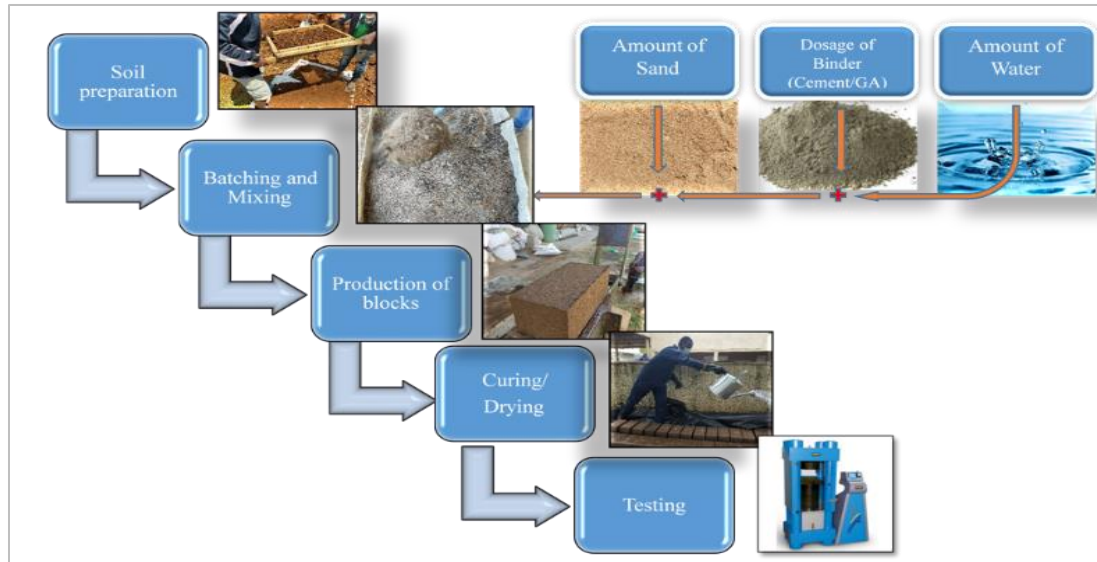 Soil
preparation
Amount of
Sand
Dosage of
Binder
(Cement/GA)
Amount of
Water
Batching and
Mixing
Production of
blocks
Curing/
Drying
Testing